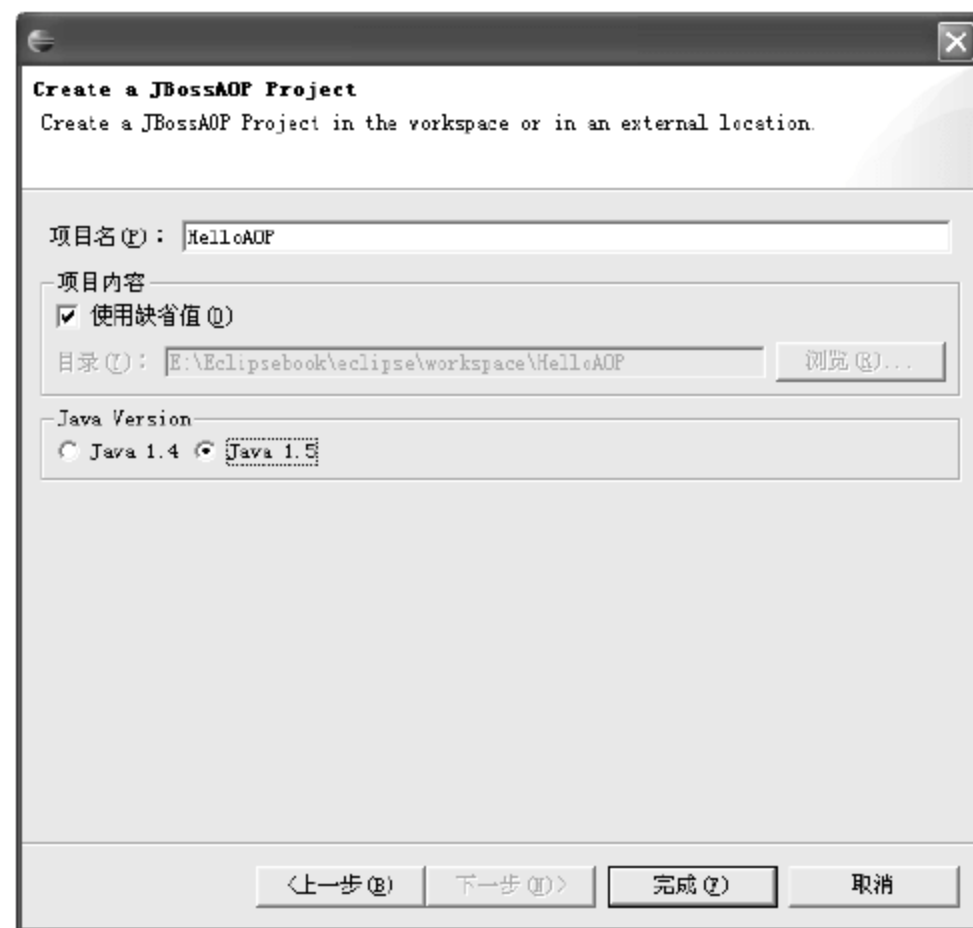 Create a JBossAOP Project
Create a JBossAOP Project in the workspace or in an external location.
项目名(P)： HelloAOP
项目内容
使用缺省值(D)
目录(Y)： E:\Eclipsebook\eclipse\workspace\HelloAOP 浏览(R)...
Java Version
Java 1.4 Java 1.5
<上一步(B) 下一步(N)> 完成(F) 取消